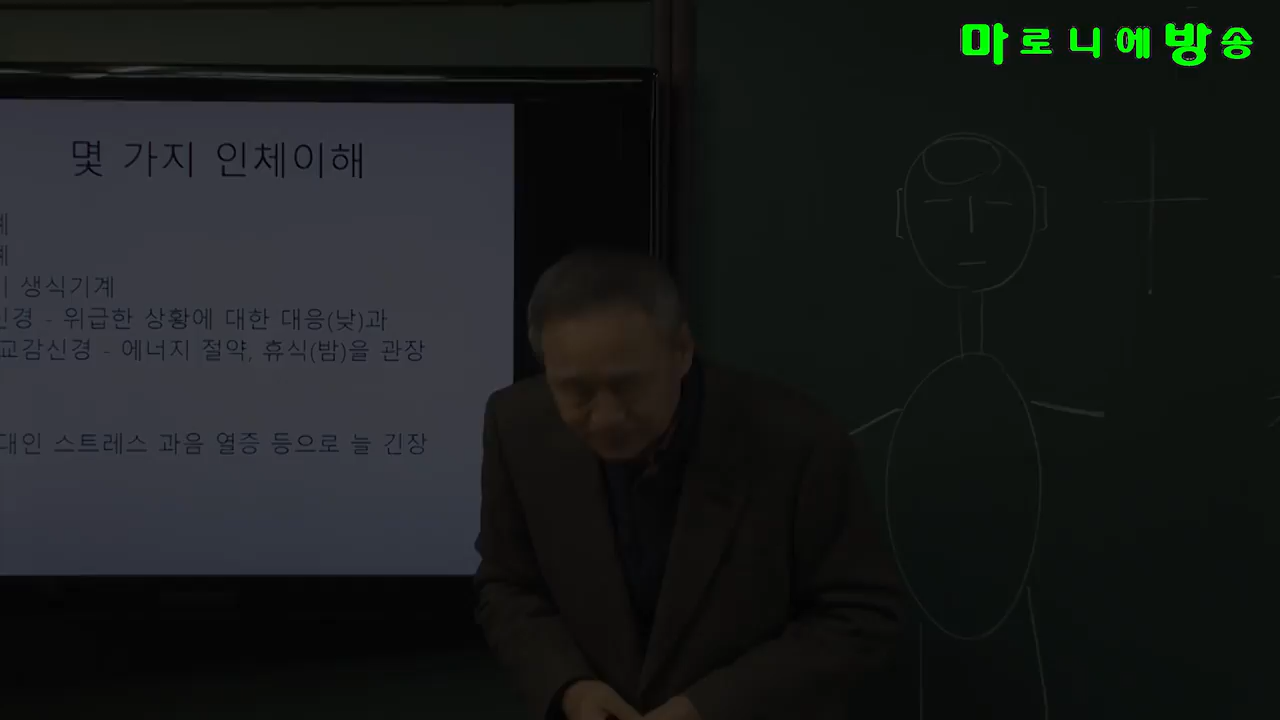 마로니에방송
몇 가지 인체이해
계
계
생식기계
신경 - 위급한 상황에 대한 대응(낮)과
교감신경 - 에너지 절약, 휴식(밤)을 관장
대인 스트레스 과음 열증 등으로 늘 긴장